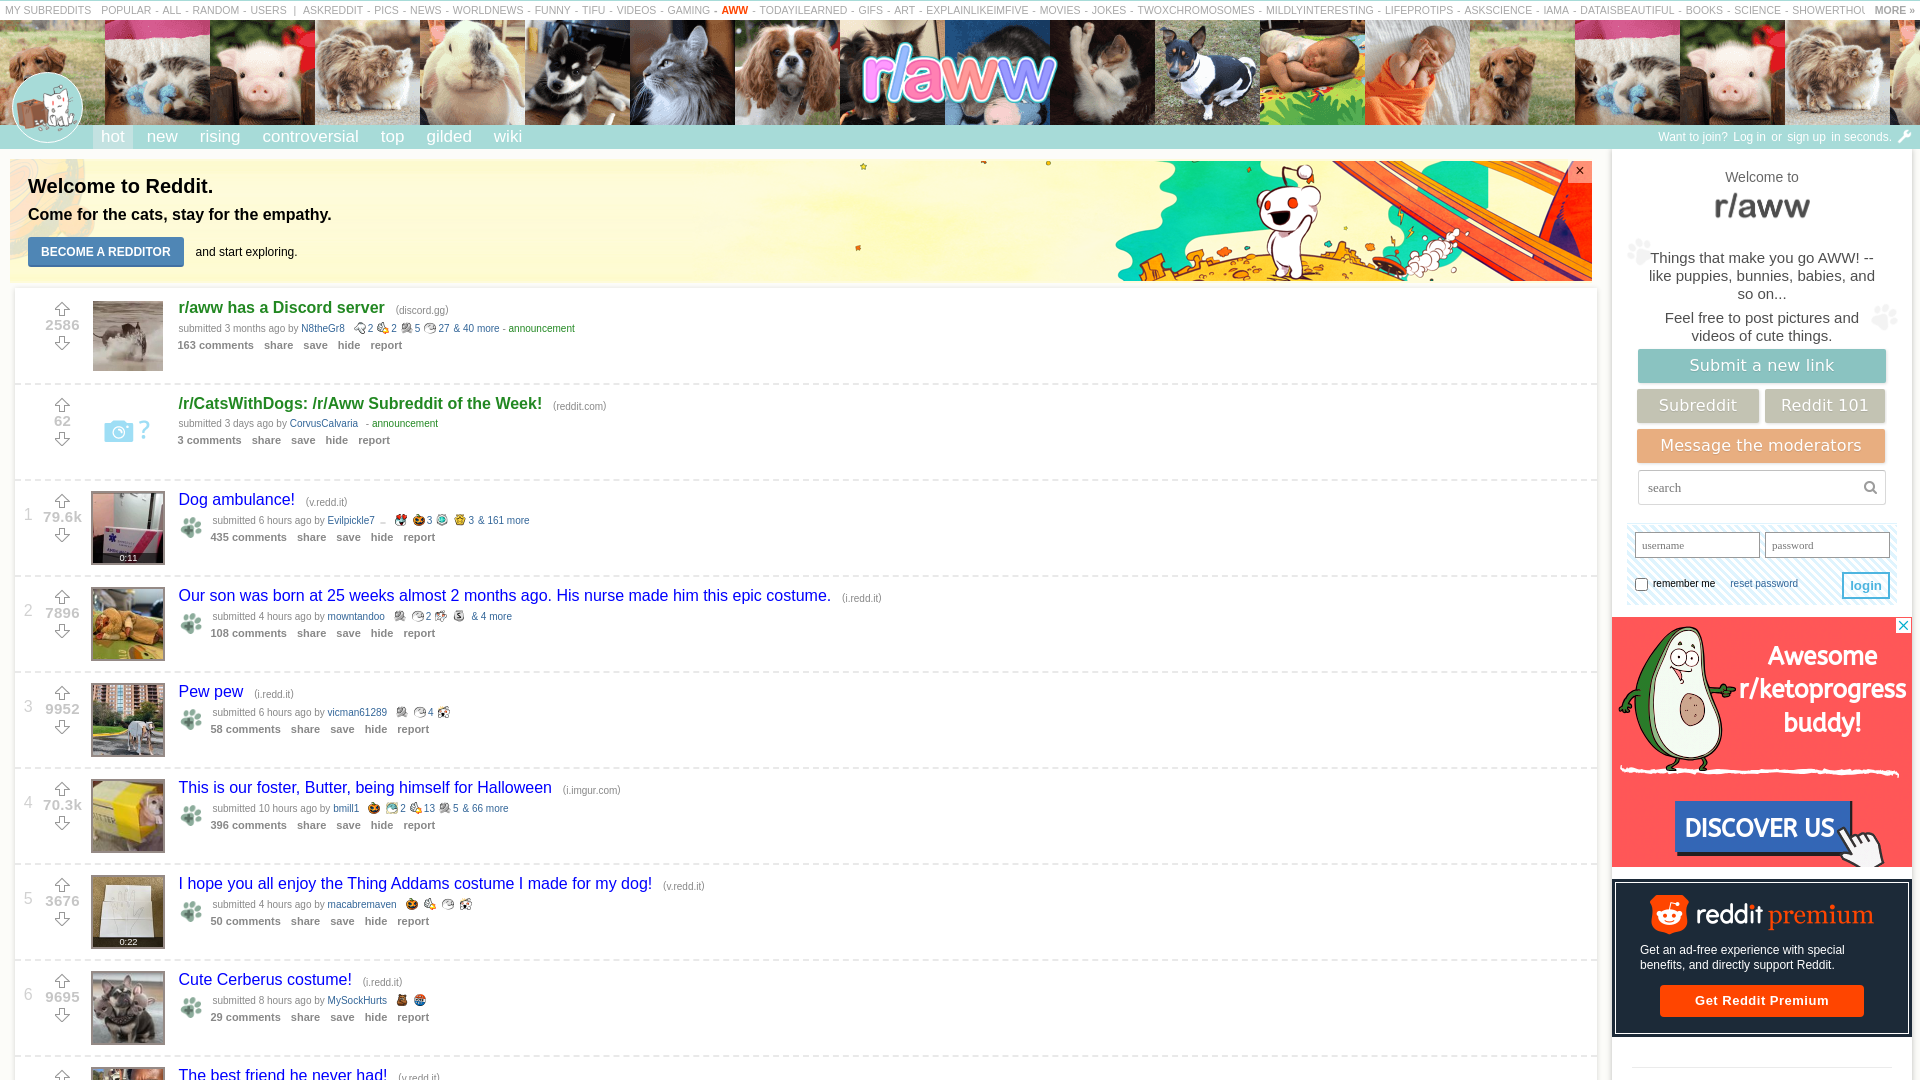 MY SUBREDDITS POPULAR - ALL - RANDOM - USERS | ASKREDDIT - PICS - NEWS - WORLDNEWS - FUNNY - TIFU - VIDEOS - GAMING - AWW - TODAYILEARNED - GIFS - ART - EXPLAINLIKEIMFIVE - MOVIES - JOKES - TWOXCHROMOSOMES - MILDLYINTERESTING - LIFEPROTIPS - ASKSCIENCE - IAMA - DATAISBEAUTIFUL - BOOKS - SCIENCE - SHOWERTHOU MORE »
r/aww
hot new rising controversial top gilded wiki
Want to join? Log in or sign up in seconds.
Welcome to Reddit.
Come for the cats, stay for the empathy.
BECOME A REDDITOR and start exploring.
×
2586
r/aww has a Discord server (discord.gg)
submitted 3 months ago by N8theGr8 2 2 5 27 & 40 more - announcement
163 comments share save hide report
62
/r/CatsWithDogs: /r/Aww Subreddit of the Week! (reddit.com)
submitted 3 days ago by CorvusCalvaria - announcement
3 comments share save hide report
?
1
79.6k
0:11
Dog ambulance! (v.redd.it)
submitted 6 hours ago by Evilpickle7 ... 3 3 & 161 more
435 comments share save hide report
2
7896
Our son was born at 25 weeks almost 2 months ago. His nurse made him this epic costume. (i.redd.it)
submitted 4 hours ago by mowntandoo 2 & 4 more
108 comments share save hide report
3
9952
Pew pew (i.redd.it)
submitted 6 hours ago by vicman61289 4
58 comments share save hide report
4
70.3k
This is our foster, Butter, being himself for Halloween (i.imgur.com)
submitted 10 hours ago by bmill1 2 13 5 & 66 more
396 comments share save hide report
5
3676
0:22
I hope you all enjoy the Thing Addams costume I made for my dog! (v.redd.it)
submitted 4 hours ago by macabremaven
50 comments share save hide report
6
9695
Cute Cerberus costume! (i.redd.it)
submitted 8 hours ago by MySockHurts
29 comments share save hide report
The best friend he never had! (v.redd.it)
Welcome to
r/aww
Things that make you go AWW! --
like puppies, bunnies, babies, and
so on...
Feel free to post pictures and
videos of cute things.
Submit a new link
Subreddit Reddit 101
Message the moderators
search
username password
remember me reset password login
Awesome
r/ketoprogress
buddy!
DISCOVER US
reddit premium
Get an ad-free experience with special
benefits, and directly support Reddit.
Get Reddit Premium